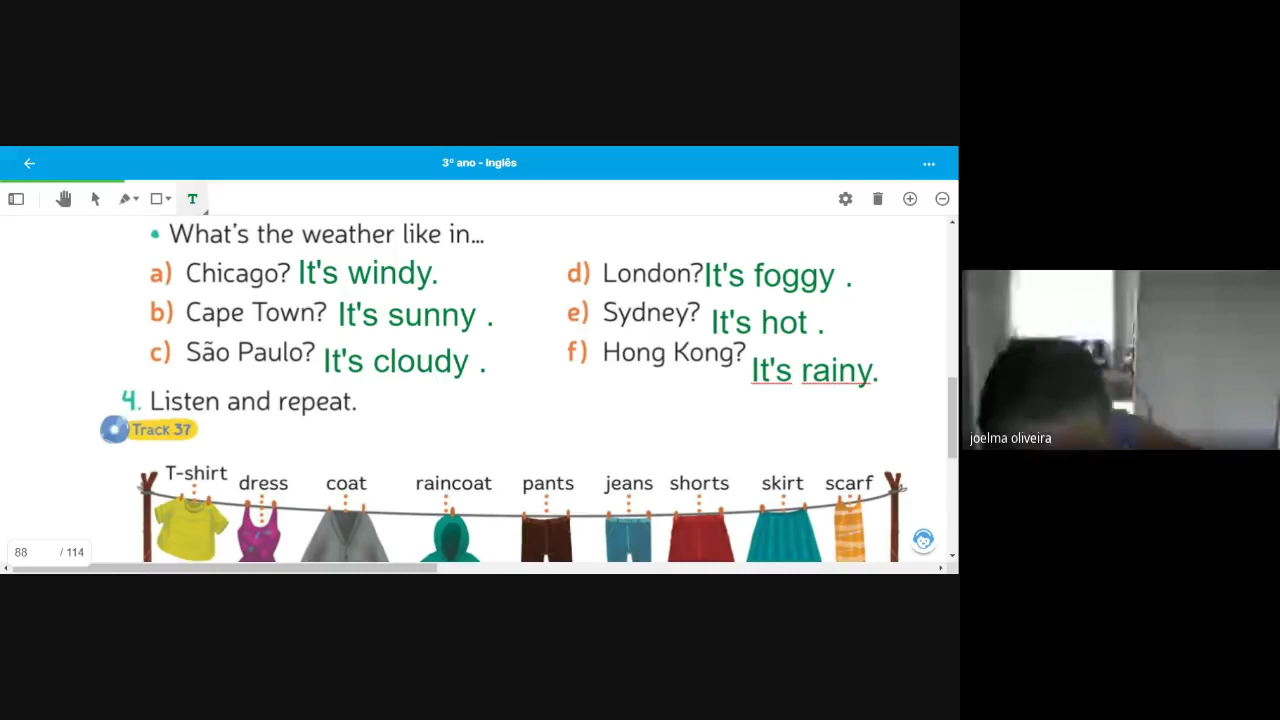 3º ano - Inglês
• What's the weather like in...
a) Chicago? It's windy.
d) London? It's foggy .
b) Cape Town? It's sunny .
e) Sydney? It's hot .
c) São Paulo? It's cloudy .
f) Hong Kong? It's rainy.
4. Listen and repeat.
Track 37
T-shirt dress coat raincoat pants jeans shorts skirt scarf
88 / 114
joelma oliveira